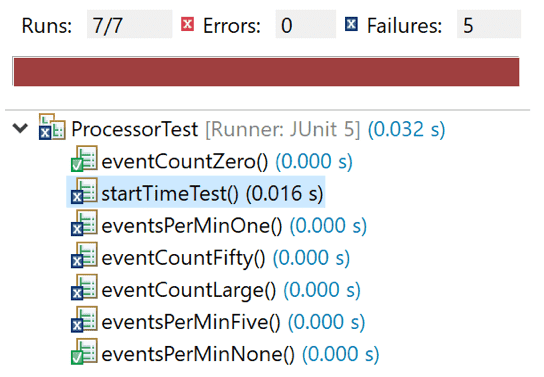 Runs: 7/7 Errors: 0 Failures: 5
ProcessorTest [Runner: JUnit 5] (0.032 s)
eventCountZero() (0.000 s)
startTimeTest() (0.016 s)
eventsPerMinOne() (0.000 s)
eventCountFifty() (0.000 s)
eventCountLarge() (0.000 s)
eventsPerMinFive() (0.000 s)
eventsPerMinNone() (0.000 s)